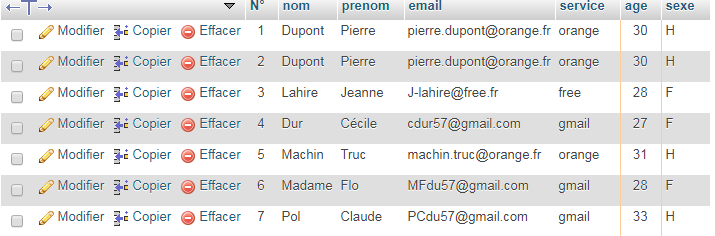 N° nom prenom email service age sexe
Modifier Copier Effacer 1 Dupont Pierre pierre.dupont@orange.fr orange 30 H
Modifier Copier Effacer 2 Dupont Pierre pierre.dupont@orange.fr orange 30 H
Modifier Copier Effacer 3 Lahire Jeanne J-lahire@free.fr free 28 F
Modifier Copier Effacer 4 Dur Cécile cdur57@gmail.com gmail 27 F
Modifier Copier Effacer 5 Machin Truc machin.truc@orange.fr orange 31 H
Modifier Copier Effacer 6 Madame Flo MFdu57@gmail.com gmail 28 F
Modifier Copier Effacer 7 Pol Claude PCdu57@gmail.com gmail 33 H